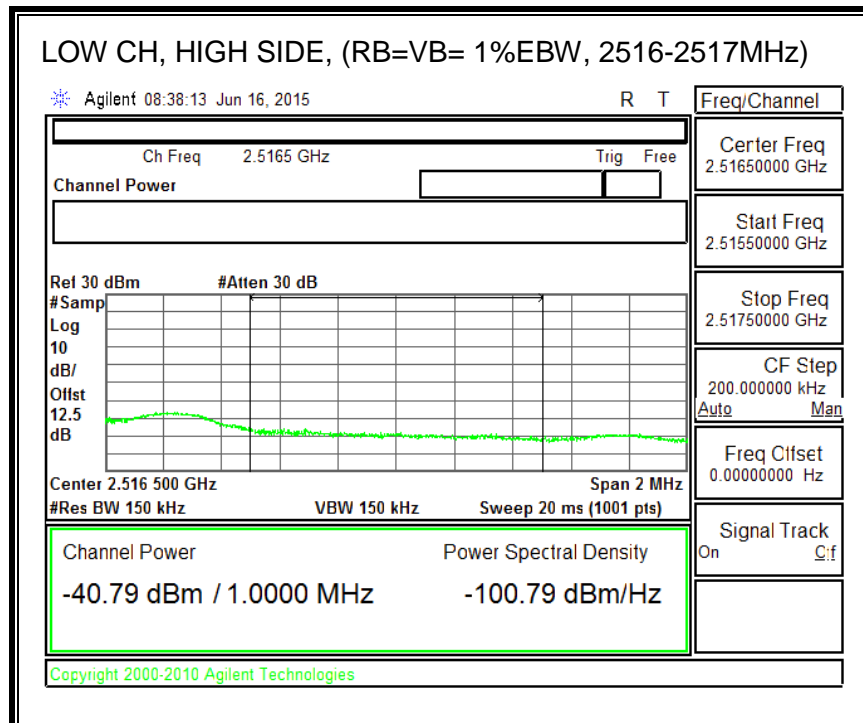 LOW CH, HIGH SIDE, (RB=VB= 1%EBW, 2516-2517MHz)
Agilent 08:38:13 Jun 16, 2015 R T
Freq/Channel
Ch Freq 2.5165 GHz Trig Free
Channel Power
Center Freq
2.51650000 GHz
Start Freq
2.51550000 GHz
Stop Freq
2.51750000 GHz
CF Step
200.000000 kHz
Auto Man
Freq Offset
0.00000000 Hz
Signal Track
On Off
Ref 30 dBm #Atten 30 dB
#Samp
Log
10
dB/
Offst
12.5
dB
Center 2.516 500 GHz Span 2 MHz
#Res BW 150 kHz VBW 150 kHz Sweep 20 ms (1001 pts)
Channel Power Power Spectral Density
-40.79 dBm / 1.0000 MHz -100.79 dBm/Hz
Copyright 2000-2010 Agilent Technologies